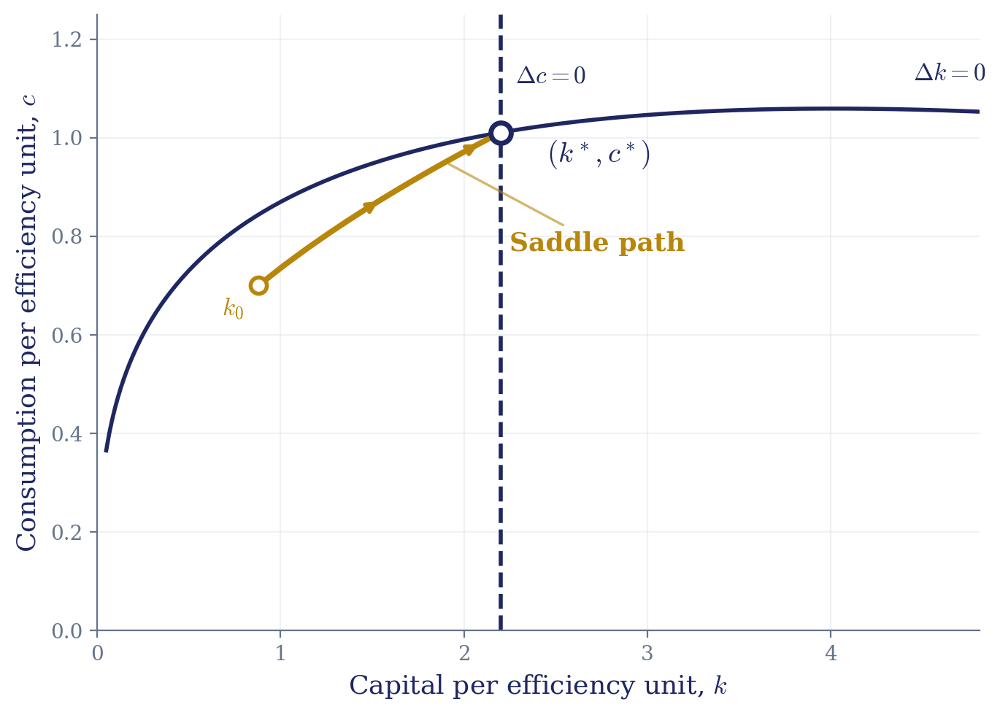 1.2
Δc = 0
Δk = 0
1.0
(k*, c*)
0.8
Saddle path
k₀
0.6
0.4
0.2
0.0
0 1 2 3 4
Capital per efficiency unit, k
Consumption per efficiency unit, c